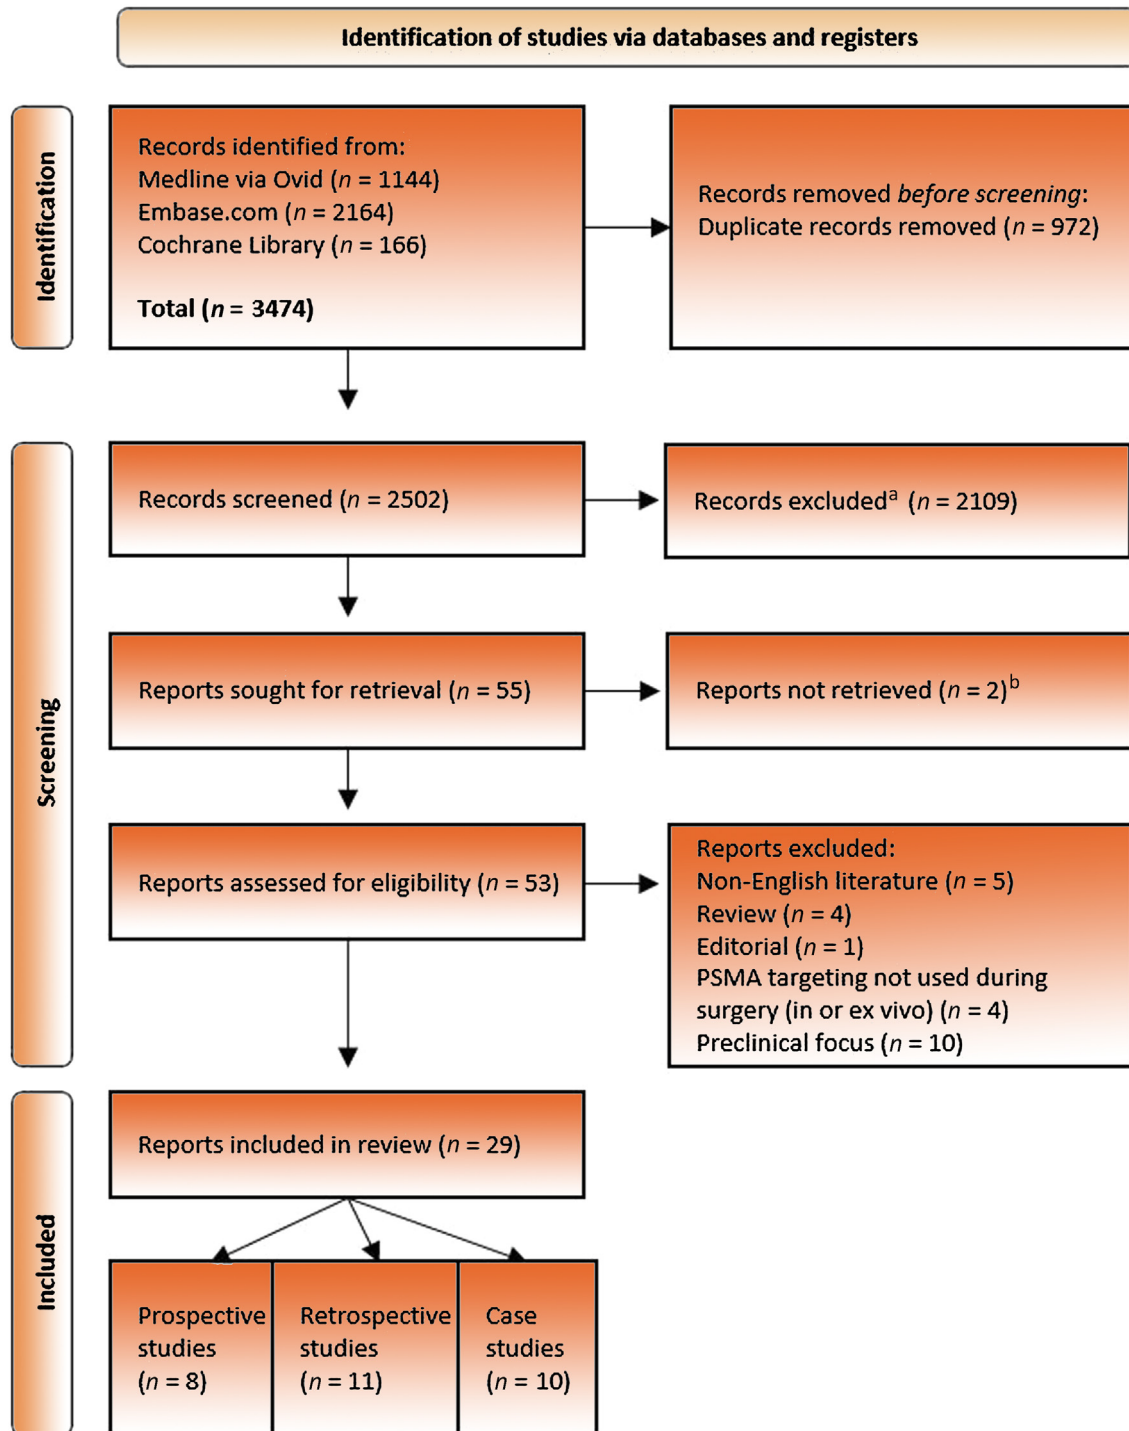 Identification of studies via databases and registers
Identification
Records identified from:
Medline via Ovid (n = 1144)
Embase.com (n = 2164)
Cochrane Library (n = 166)
Total (n = 3474)
Records removed before screening:
Duplicate records removed (n = 972)
Screening
Records screened (n = 2502)
Records excludedᵃ (n = 2109)
Reports sought for retrieval (n = 55)
Reports not retrieved (n = 2)ᵇ
Reports assessed for eligibility (n = 53)
Reports excluded:
Non-English literature (n = 5)
Review (n = 4)
Editorial (n = 1)
PSMA targeting not used during
surgery (in or ex vivo) (n = 4)
Preclinical focus (n = 10)
Included
Reports included in review (n = 29)
Prospective
studies
(n = 8)
Retrospective
studies
(n = 11)
Case
studies
(n = 10)